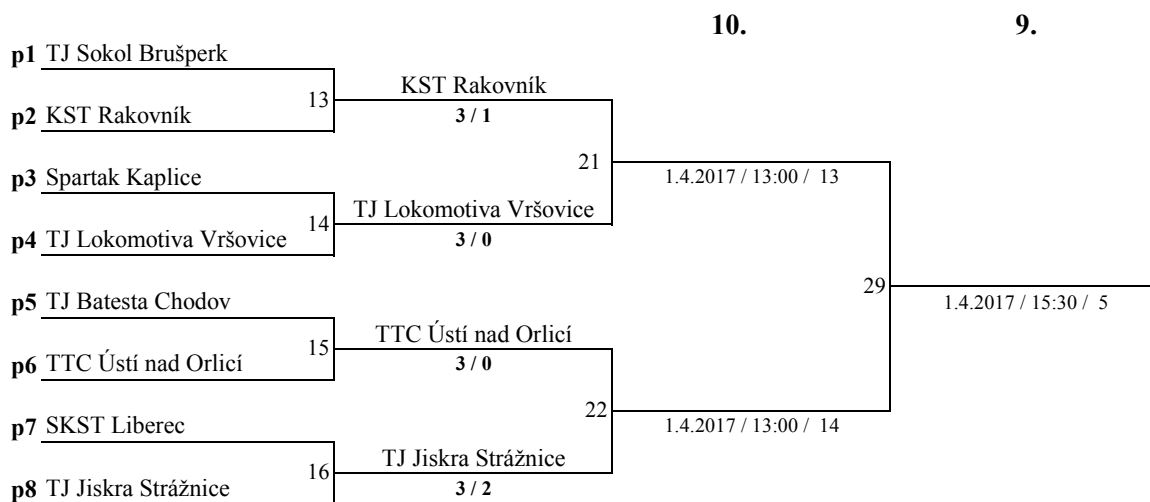 10. 9.
p1 TJ Sokol Brušperk
13 KST Rakovník
p2 KST Rakovník 3 / 1
21
p3 Spartak Kaplice 1.4.2017 / 13:00 / 13
14 TJ Lokomotiva Vršovice
p4 TJ Lokomotiva Vršovice 3 / 0
29
p5 TJ Batesta Chodov 1.4.2017 / 15:30 / 5
15 TTC Ústí nad Orlicí
p6 TTC Ústí nad Orlicí 3 / 0
22
p7 SKST Liberec 1.4.2017 / 13:00 / 14
16 TJ Jiskra Strážnice
p8 TJ Jiskra Strážnice 3 / 2